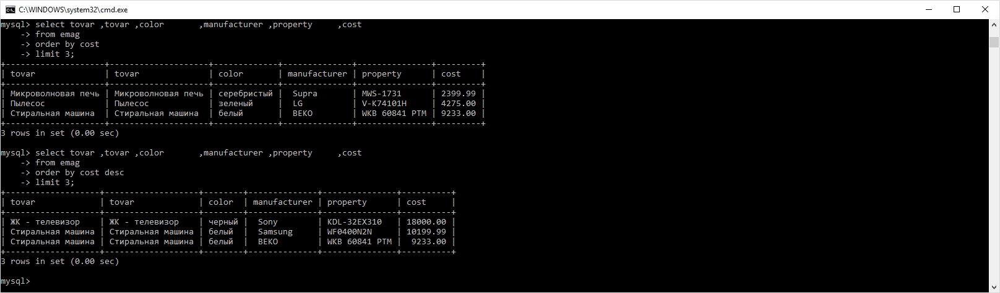 C:\WINDOWS\system32\cmd.exe
mysql> select tovar ,tovar ,color       ,manufacturer ,property     ,cost
    -> from emag
    -> order by cost
    -> limit 3;
+--------------------+--------------------+-------------+--------------+---------------+---------+
| tovar              | tovar              | color       | manufacturer | property      | cost    |
+--------------------+--------------------+-------------+--------------+---------------+---------+
| Микроволновая печь | Микроволновая печь | серебристый |  Supra       | MWS-1731      | 2399.99 |
| Пылесос            | Пылесос            | зеленый     |  LG          | V-K74101H     | 4275.00 |
| Стиральная машина  | Стиральная машина  | белый       |  BEKO        | WKB 60841 PTM | 9233.00 |
+--------------------+--------------------+-------------+--------------+---------------+---------+
3 rows in set (0.00 sec)
mysql> select tovar ,tovar ,color       ,manufacturer ,property     ,cost
    -> from emag
    -> order by cost desc
    -> limit 3;
+-------------------+-------------------+--------+--------------+---------------+----------+
| tovar             | tovar             | color  | manufacturer | property      | cost     |
+-------------------+-------------------+--------+--------------+---------------+----------+
| ЖК - телевизор    | ЖК - телевизор    | черный |  Sony        | KDL-32EX310   | 18000.00 |
| Стиральная машина | Стиральная машина | белый  |  Samsung     | WF0400N2N     | 10199.99 |
| Стиральная машина | Стиральная машина | белый  |  BEKO        | WKB 60841 PTM |  9233.00 |
+-------------------+-------------------+--------+--------------+---------------+----------+
3 rows in set (0.00 sec)
mysql>